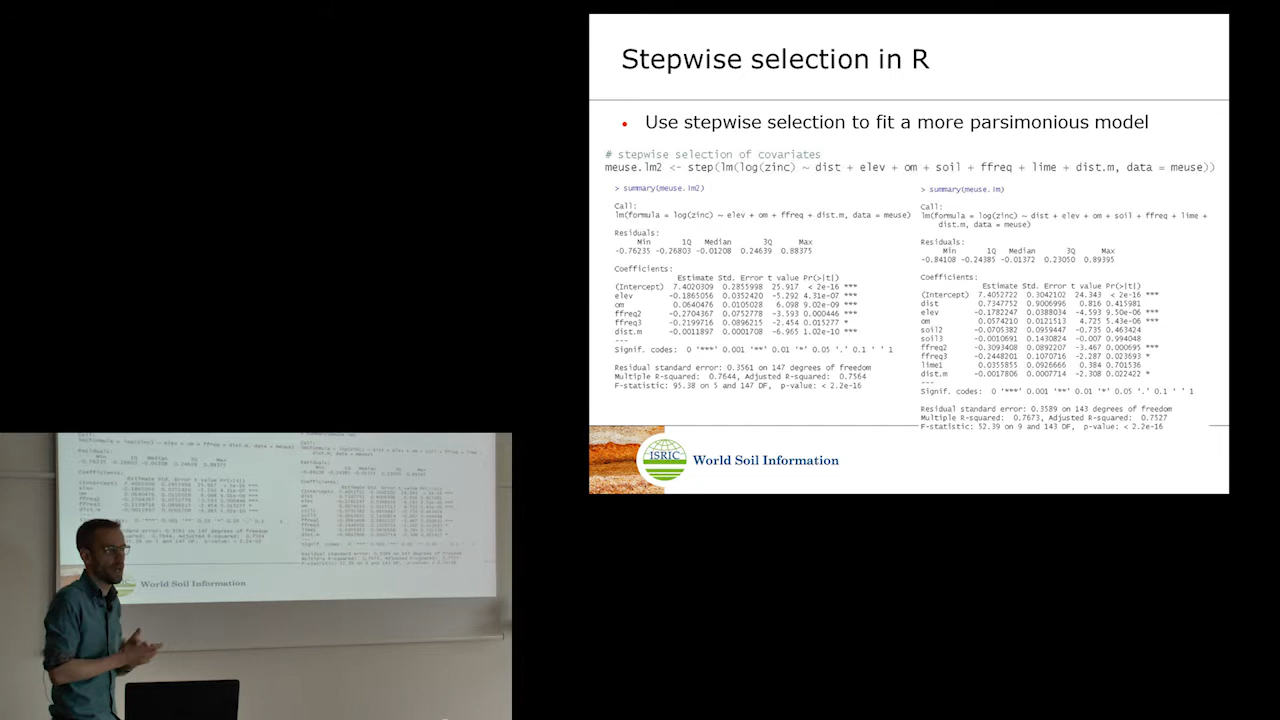 Stepwise selection in R
• Use stepwise selection to fit a more parsimonious model
# stepwise selection of covariates
meuse.lm2 <- step(lm(log(zinc) ~ dist + elev + om + soil + ffreq + lime + dist.m, data = meuse))
> summary(meuse.lm2)
Call:
lm(formula = log(zinc) ~ elev + om + ffreq + dist.m, data = meuse)
Residuals:
Min 1Q Median 3Q Max
-0.76235 -0.26803 -0.01208 0.24639 0.88375
Coefficients:
Estimate Std. Error t value Pr(>|t|)
(Intercept) 7.4020309 0.2855998 25.917 < 2e-16 ***
elev -0.1865056 0.0352420 -5.292 4.31e-07 ***
om 0.0640476 0.0105028 6.098 9.02e-09 ***
ffreq2 -0.2704367 0.0752778 -3.593 0.000446 ***
ffreq3 -0.2199716 0.0896215 -2.454 0.015277 *
dist.m -0.0011897 0.0001708 -6.965 1.02e-10 ***
---
Signif. codes: 0 '***' 0.001 '**' 0.01 '*' 0.05 '.' 0.1 ' ' 1
Residual standard error: 0.3561 on 147 degrees of freedom
Multiple R-squared: 0.7644, Adjusted R-squared: 0.7564
F-statistic: 95.38 on 5 and 147 DF, p-value: < 2.2e-16
> summary(meuse.lm)
Call:
lm(formula = log(zinc) ~ dist + elev + om + soil + ffreq + lime +
dist.m, data = meuse)
Residuals:
Min 1Q Median 3Q Max
-0.84108 -0.24385 -0.01372 0.23050 0.89395
Coefficients:
Estimate Std. Error t value Pr(>|t|)
(Intercept) 7.4052722 0.3042102 24.343 < 2e-16 ***
dist 0.7347652 0.9006996 0.816 0.415981
elev -0.1782247 0.0388034 -4.593 9.50e-06 ***
om 0.0574210 0.0121513 4.725 5.43e-06 ***
soil2 -0.0705382 0.0959447 -0.735 0.463424
soil3 -0.0010691 0.1430824 -0.007 0.994048
ffreq2 -0.3093408 0.0892207 -3.467 0.000695 ***
ffreq3 -0.2448201 0.1070716 -2.287 0.023693 *
lime1 0.0355855 0.0926666 0.384 0.701536
dist.m -0.0017806 0.0007714 -2.308 0.022422 *
---
Signif. codes: 0 '***' 0.001 '**' 0.01 '*' 0.05 '.' 0.1 ' ' 1
Residual standard error: 0.3589 on 143 degrees of freedom
Multiple R-squared: 0.7673, Adjusted R-squared: 0.7527
F-statistic: 52.39 on 9 and 143 DF, p-value: < 2.2e-16
ISRIC
World Soil Information
World Soil Information